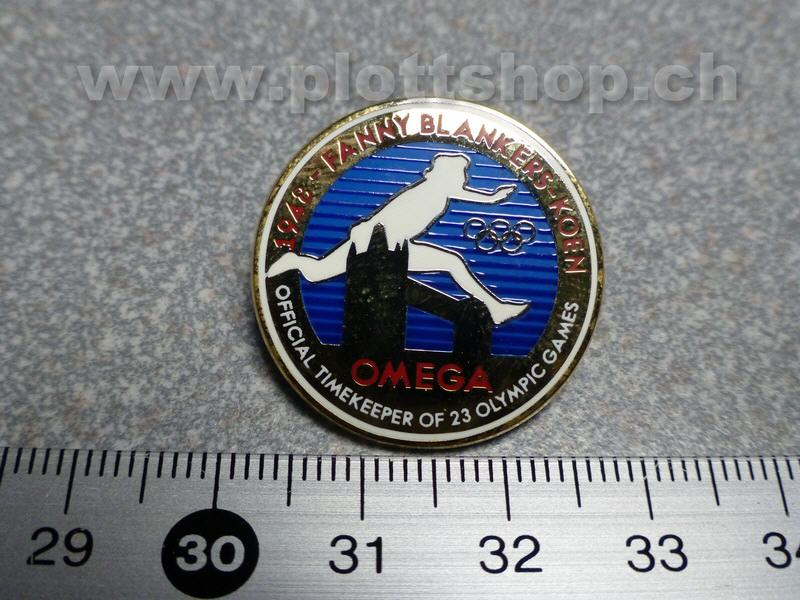 www.plottshop.ch
1948 - FANNY BLANKERS-KOEN
OMEGA
OFFICIAL TIMEKEEPER OF 23 OLYMPIC GAMES
29 30 31 32 33 34